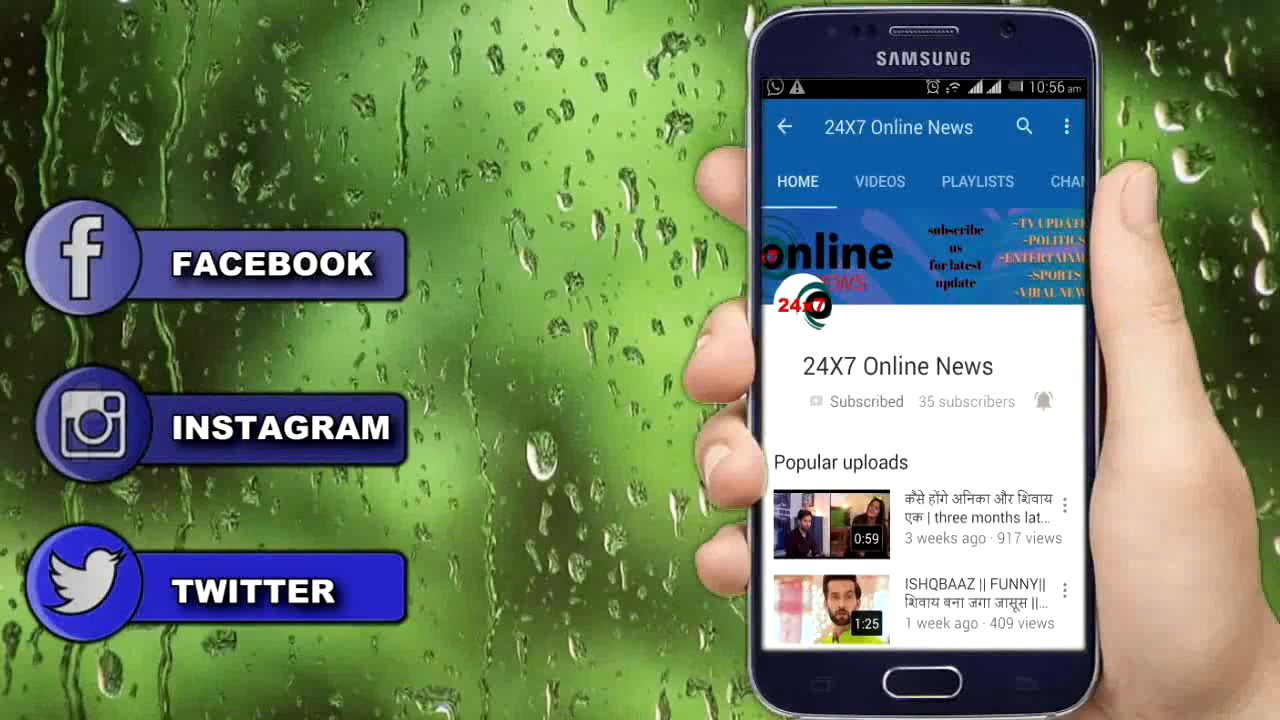 FACEBOOK
INSTAGRAM
TWITTER
SAMSUNG
10:56 am
24X7 Online News
HOME VIDEOS PLAYLISTS CHAN
online
NEWS
subscribe
us
for latest
update
~TV UPDATE
~POLITICS
~ENTERTAINM
~SPORTS
~VIRAL NEW
24x7
24X7 Online News
Subscribed 35 subscribers
Popular uploads
0:59
कैसे होंगे अनिका और शिवाय
एक | three months lat...
3 weeks ago · 917 views
1:25
ISHQBAAZ || FUNNY||
शिवाय बना जगा जासूस ||...
1 week ago · 409 views